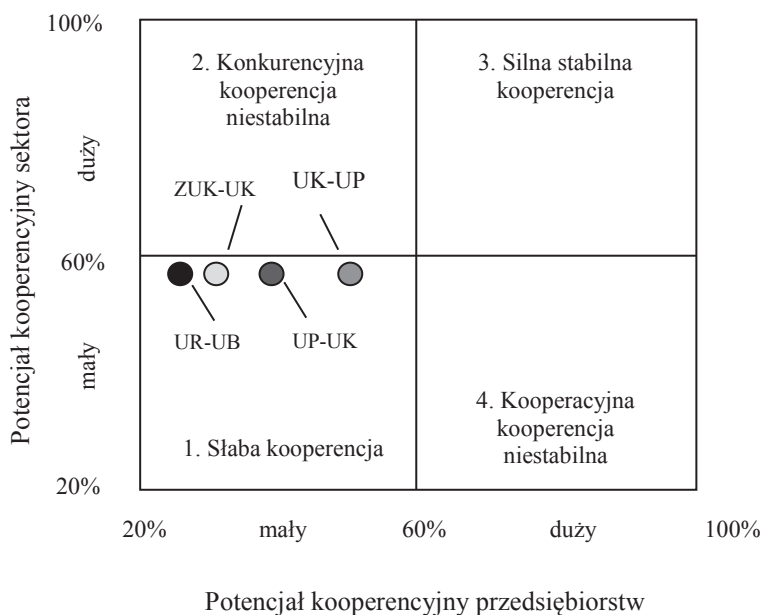 100%
2. Konkurencyjna
kooperencja
niestabilna
3. Silna stabilna
kooperencja
Potencjał kooperencyjny sektora
duży
ZUK-UK
UK-UP
60%
UR-UB
UP-UK
mały
4. Kooperacyjna
kooperencja
niestabilna
1. Słaba kooperencja
20%
20%
mały
60%
duży
100%
Potencjał kooperencyjny przedsiębiorstw